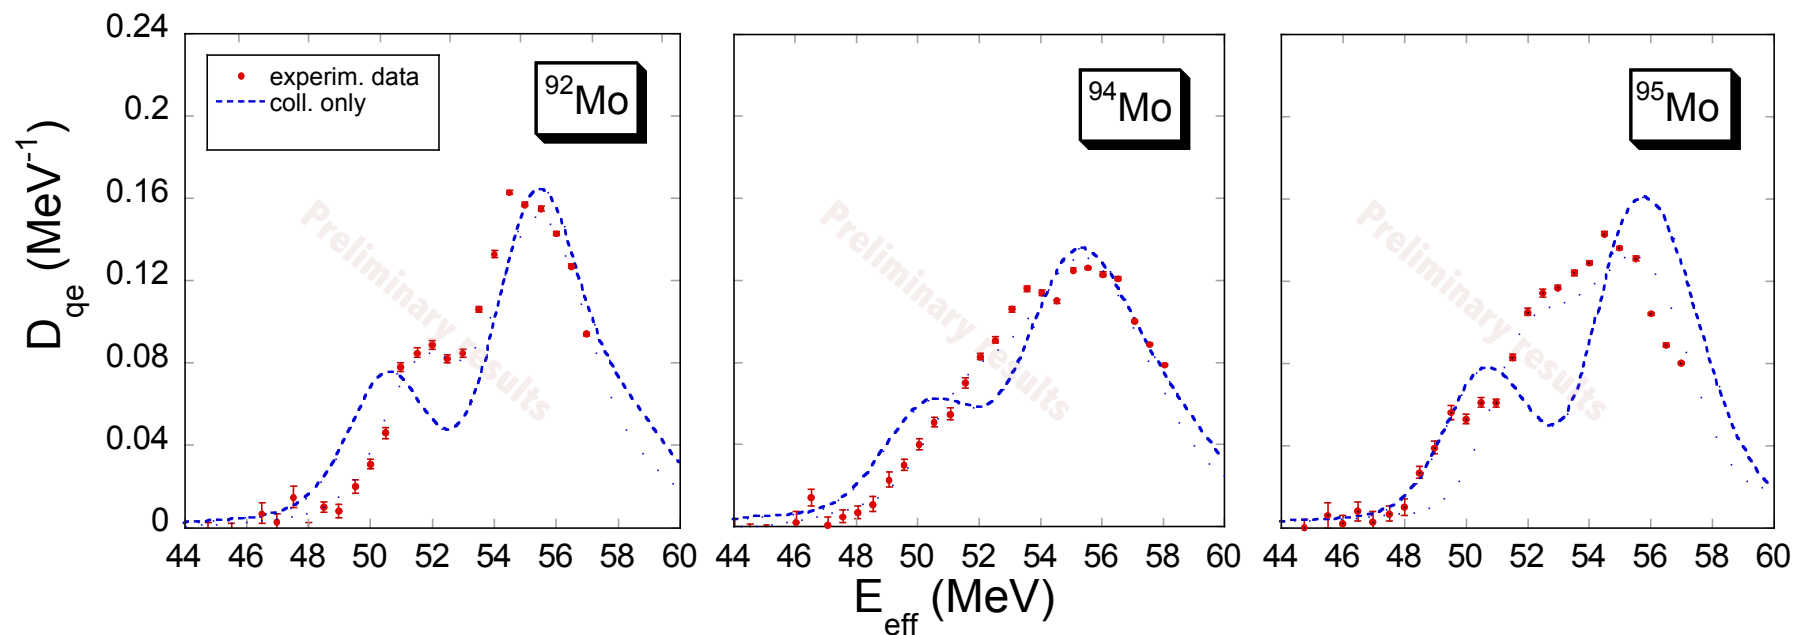 0.24
0.2
0.16
0.12
0.08
0.04
0
D_qe (MeV⁻¹)
experim. data
coll. only
⁹²Mo
⁹⁴Mo
⁹⁵Mo
Preliminary results
Preliminary results
Preliminary results
44 46 48 50 52 54 56 58 60
44 46 48 50 52 54 56 58 60
44 46 48 50 52 54 56 58 60
E_eff (MeV)